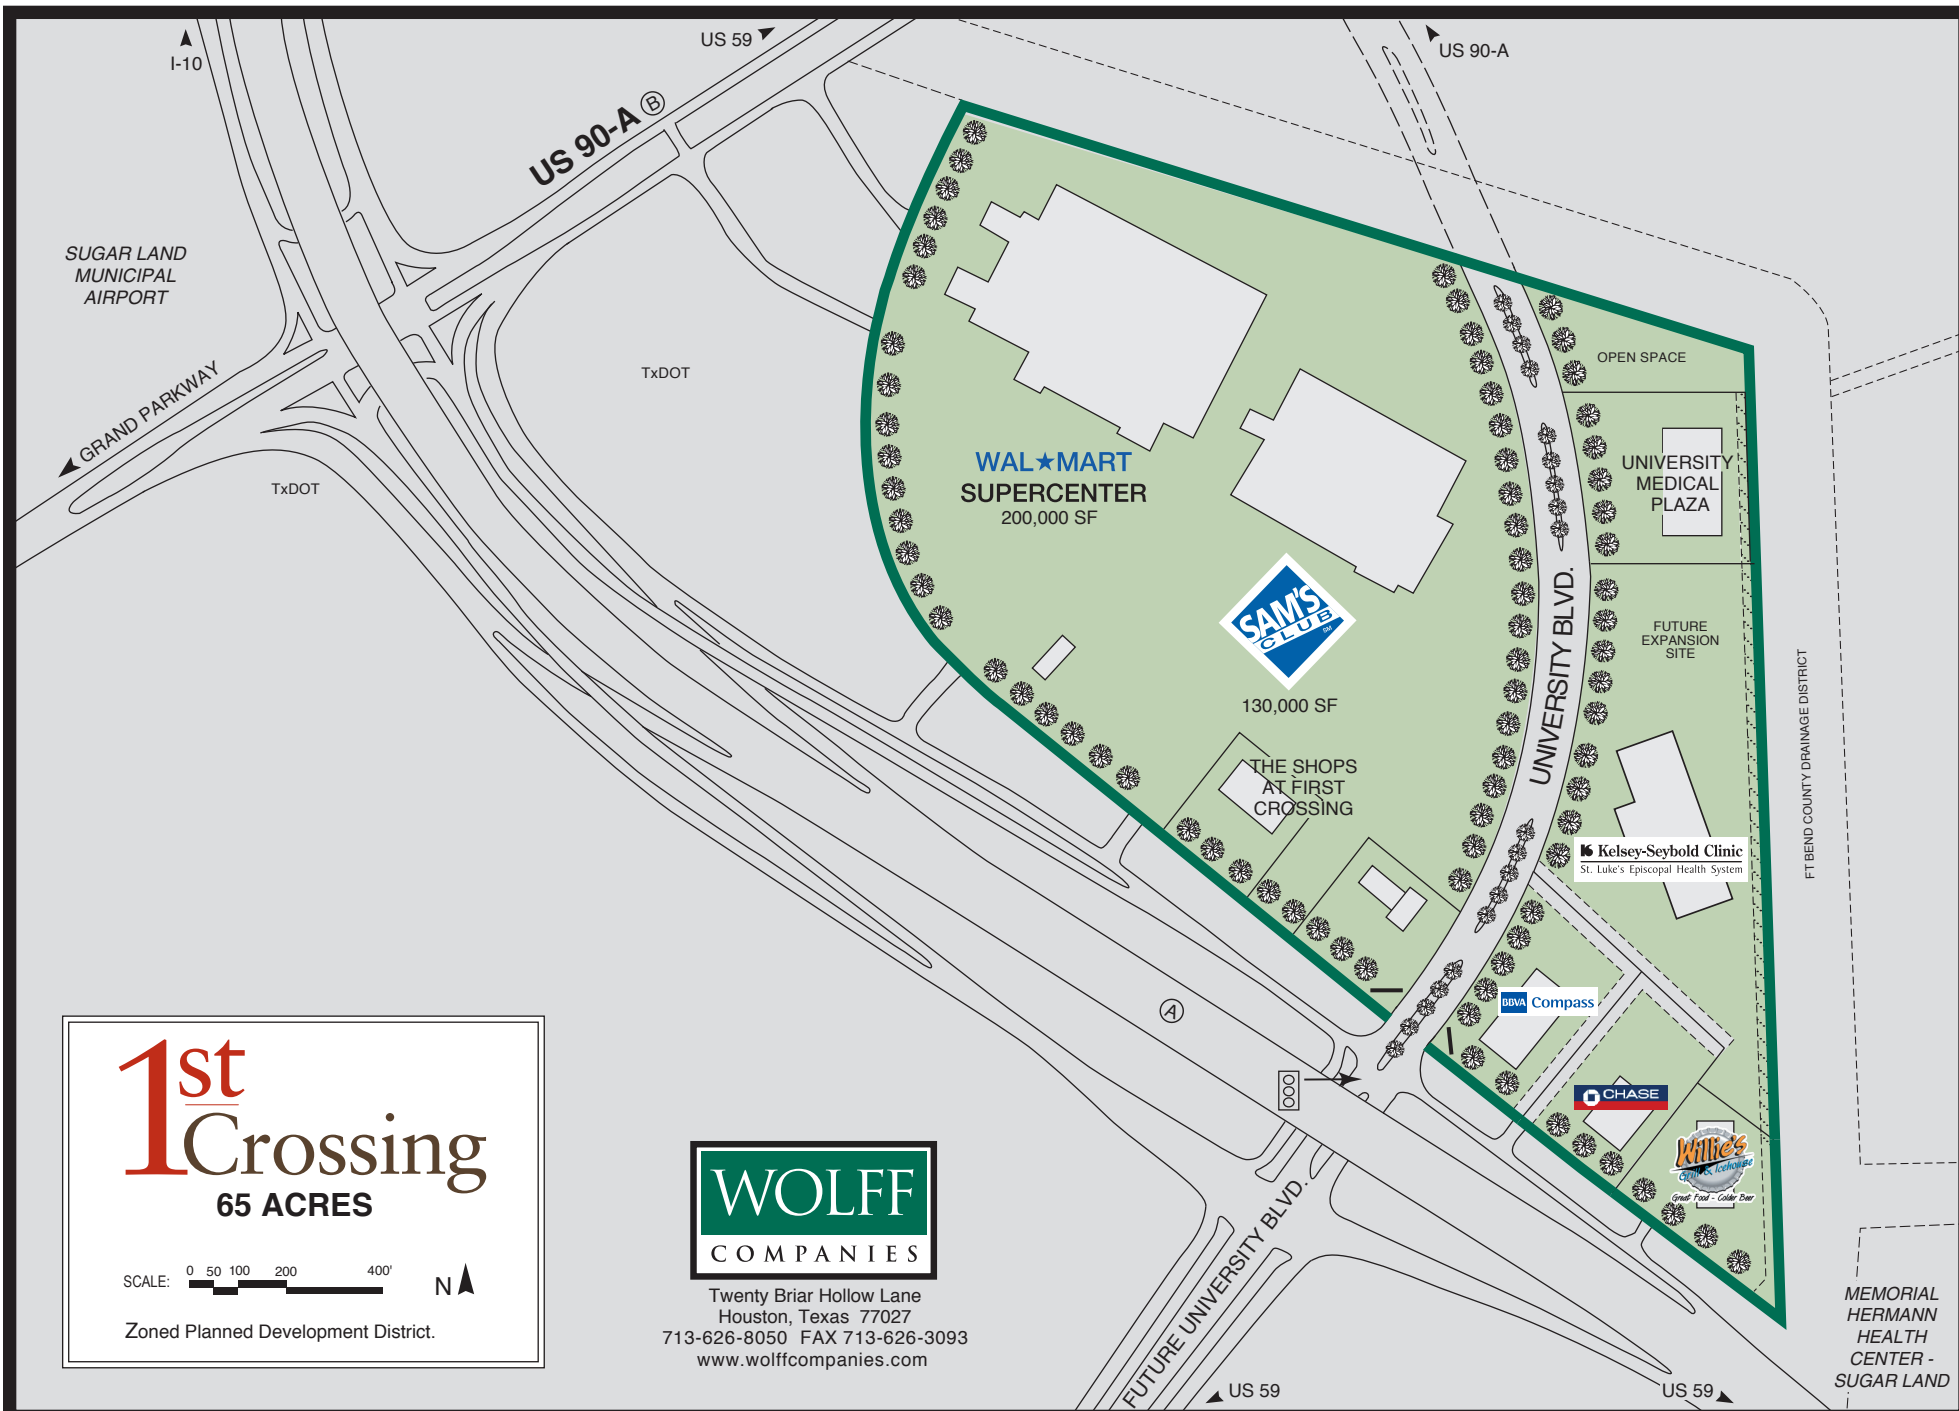 I-10
US 59
US 90-A
US 90-A B
SUGAR LAND
MUNICIPAL
AIRPORT
GRAND PARKWAY
TxDOT
TxDOT
OPEN SPACE
UNIVERSITY
MEDICAL
PLAZA
WAL★MART
SUPERCENTER
200,000 SF
SAM'S
CLUB
SM
130,000 SF
UNIVERSITY BLVD.
FUTURE
EXPANSION
SITE
FT BEND COUNTY DRAINAGE DISTRICT
THE SHOPS
AT FIRST
CROSSING
Kelsey-Seybold Clinic
St. Luke's Episcopal Health System
BBVA Compass
A
CHASE
Willie's
Grill & Icehouse
Great Food - Colder Beer
1st
Crossing
65 ACRES
SCALE: 0 50 100 200 400'
N
Zoned Planned Development District.
WOLFF
COMPANIES
Twenty Briar Hollow Lane
Houston, Texas 77027
713-626-8050 FAX 713-626-3093
www.wolffcompanies.com
FUTURE UNIVERSITY BLVD.
US 59
US 59
MEMORIAL
HERMANN
HEALTH
CENTER -
SUGAR LAND